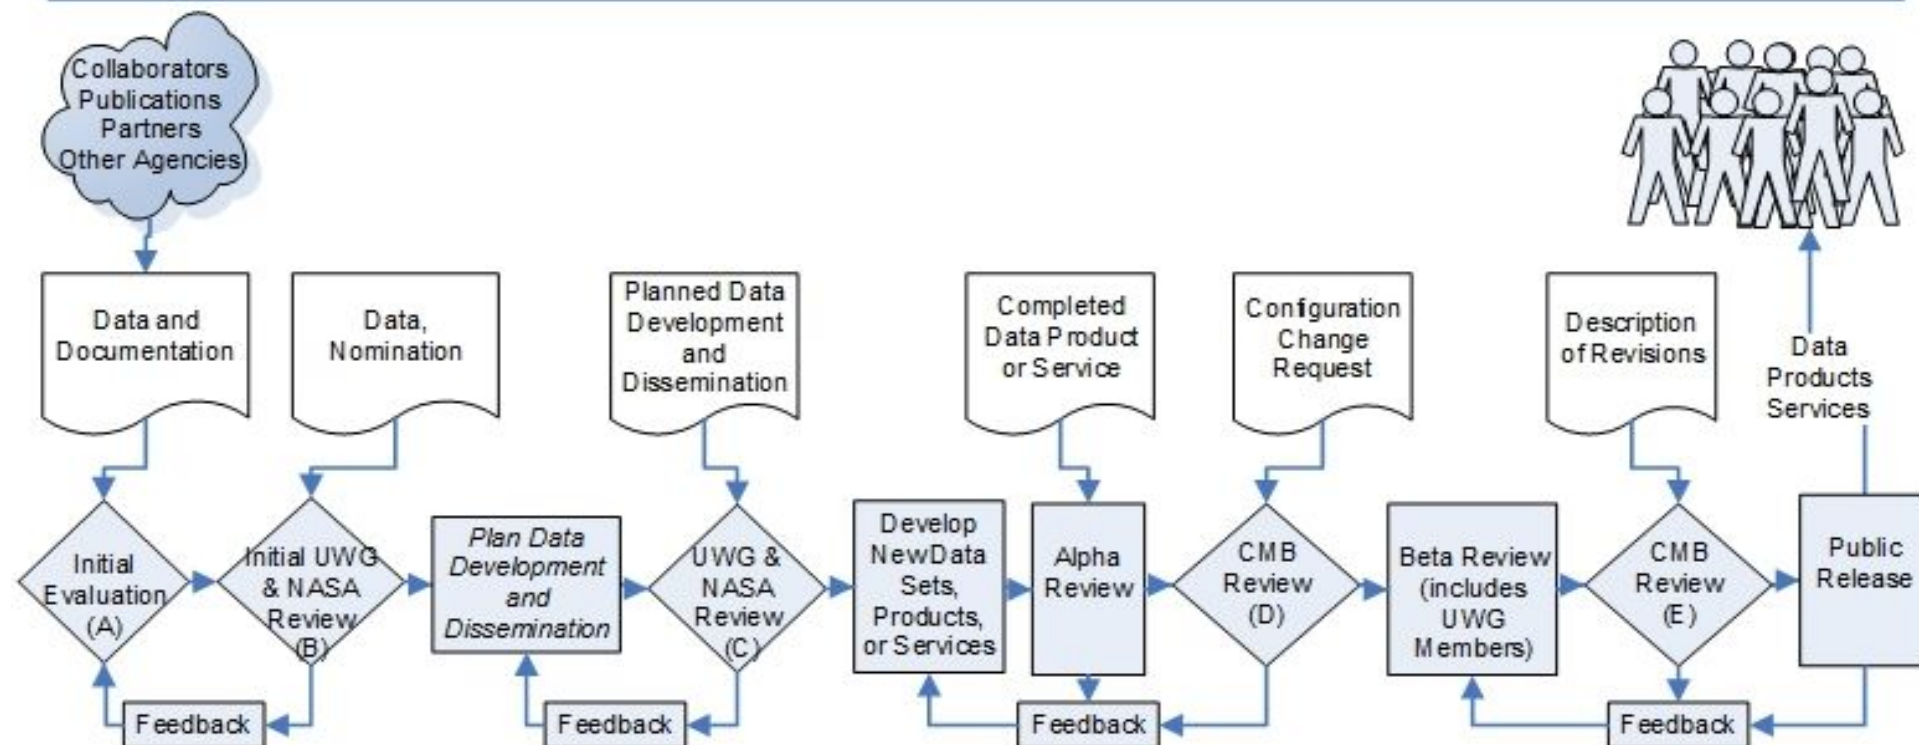 Collaborators
Publications
Partners
Other Agencies
Data and
Documentation
Data,
Nomination
Planned Data
Development
and
Dissemination
Completed
Data Product
or Service
Configuration
Change
Request
Description
of Revisions
Data
Products
Services
Initial
Evaluation
(A)
Initial UWG
& NASA
Review
(B)
Plan Data
Development
and
Dissemination
UWG &
NASA
Review
(C)
Develop
New Data
Sets,
Products,
or Services
Alpha
Review
CMB
Review
(D)
Beta Review
(includes
UWG
Members)
CMB
Review
(E)
Public
Release
Feedback
Feedback
Feedback
Feedback